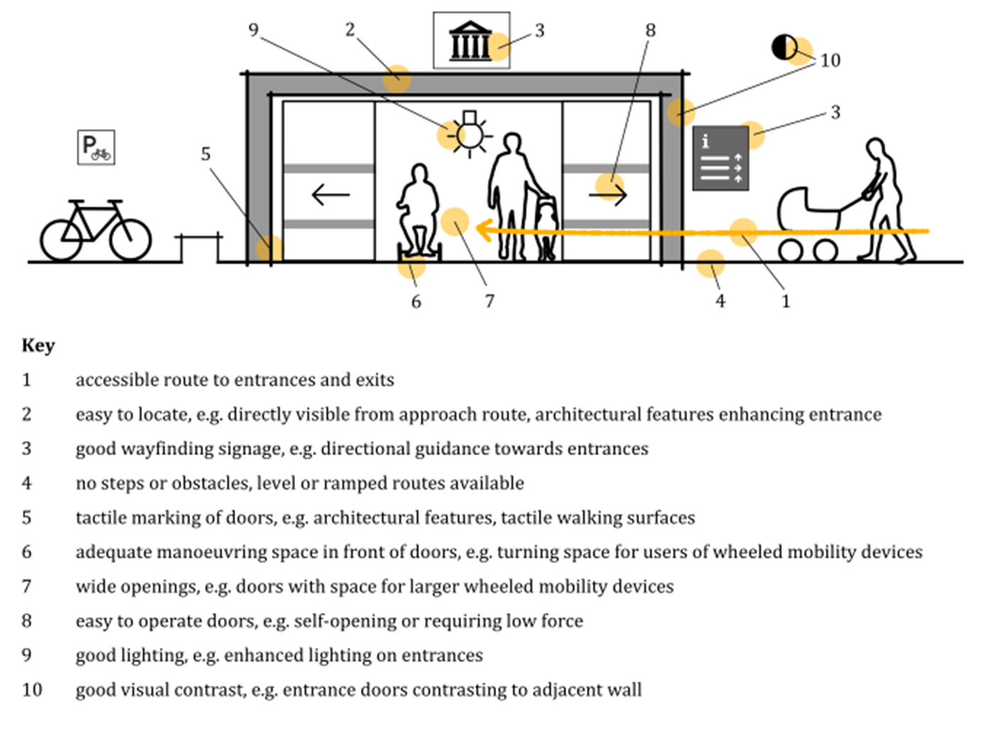 9
2
3
8
10
P
3
5
i
6
7
4
1
Key
1 accessible route to entrances and exits
2 easy to locate, e.g. directly visible from approach route, architectural features enhancing entrance
3 good wayfinding signage, e.g. directional guidance towards entrances
4 no steps or obstacles, level or ramped routes available
5 tactile marking of doors, e.g. architectural features, tactile walking surfaces
6 adequate manoeuvring space in front of doors, e.g. turning space for users of wheeled mobility devices
7 wide openings, e.g. doors with space for larger wheeled mobility devices
8 easy to operate doors, e.g. self-opening or requiring low force
9 good lighting, e.g. enhanced lighting on entrances
10 good visual contrast, e.g. entrance doors contrasting to adjacent wall